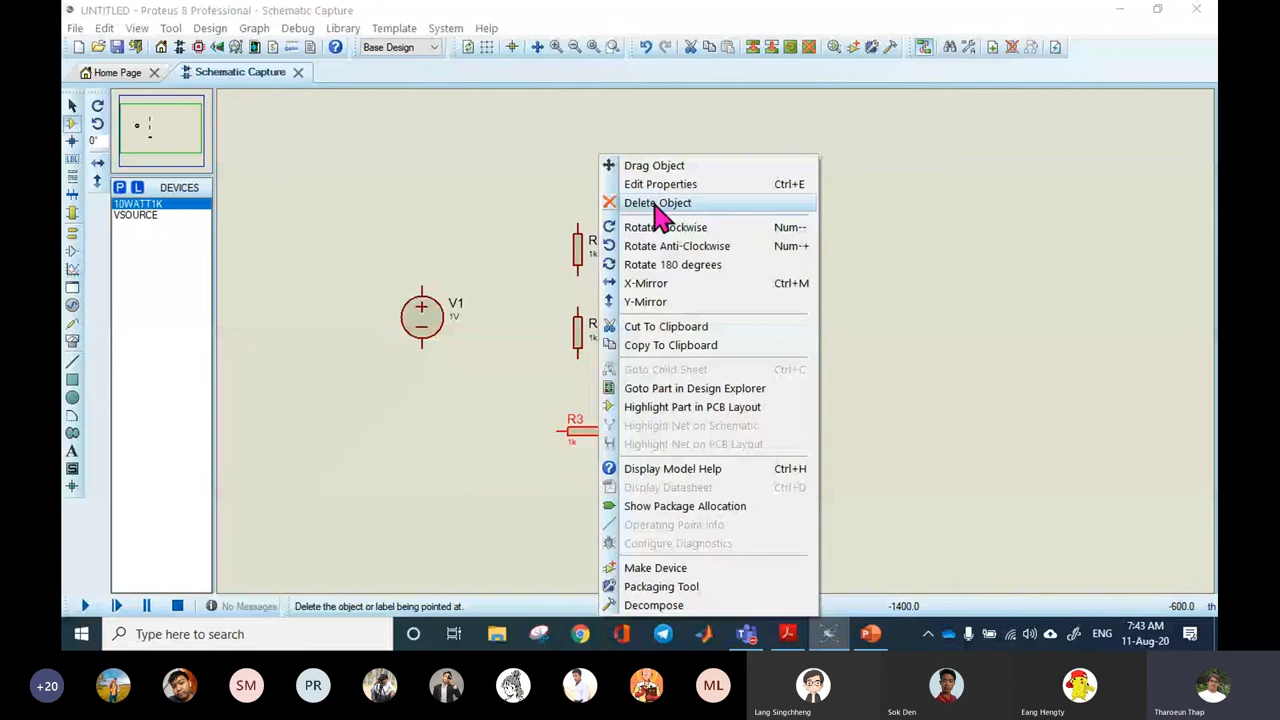 UNTITLED - Proteus 8 Professional - Schematic Capture
File Edit View Tool Design Graph Debug Library Template System Help
Base Design
Home Page
Schematic Capture
0°
LBL
P L DEVICES
10WATT1K
VSOURCE
V1
1V
R
1k
R
1k
R3
1k
Drag Object
Edit Properties Ctrl+E
Delete Object
Rotate Clockwise Num--
Rotate Anti-Clockwise Num-+
Rotate 180 degrees
X-Mirror Ctrl+M
Y-Mirror
Cut To Clipboard
Copy To Clipboard
Goto Child Sheet Ctrl+C
Goto Part in Design Explorer
Highlight Part in PCB Layout
Highlight Net on Schematic
Highlight Net on PCB Layout
Display Model Help Ctrl+H
Display Datasheet Ctrl+D
Show Package Allocation
Operating Point Info
Configure Diagnostics
Make Device
Packaging Tool
Decompose
No Messages Delete the object or label being pointed at. -1400.0 -600.0 th
Type here to search
ENG
7:43 AM
11-Aug-20
+20 SM PR ML
Lang Singchheng Sok Den Eang Hengty Tharoeun Thap